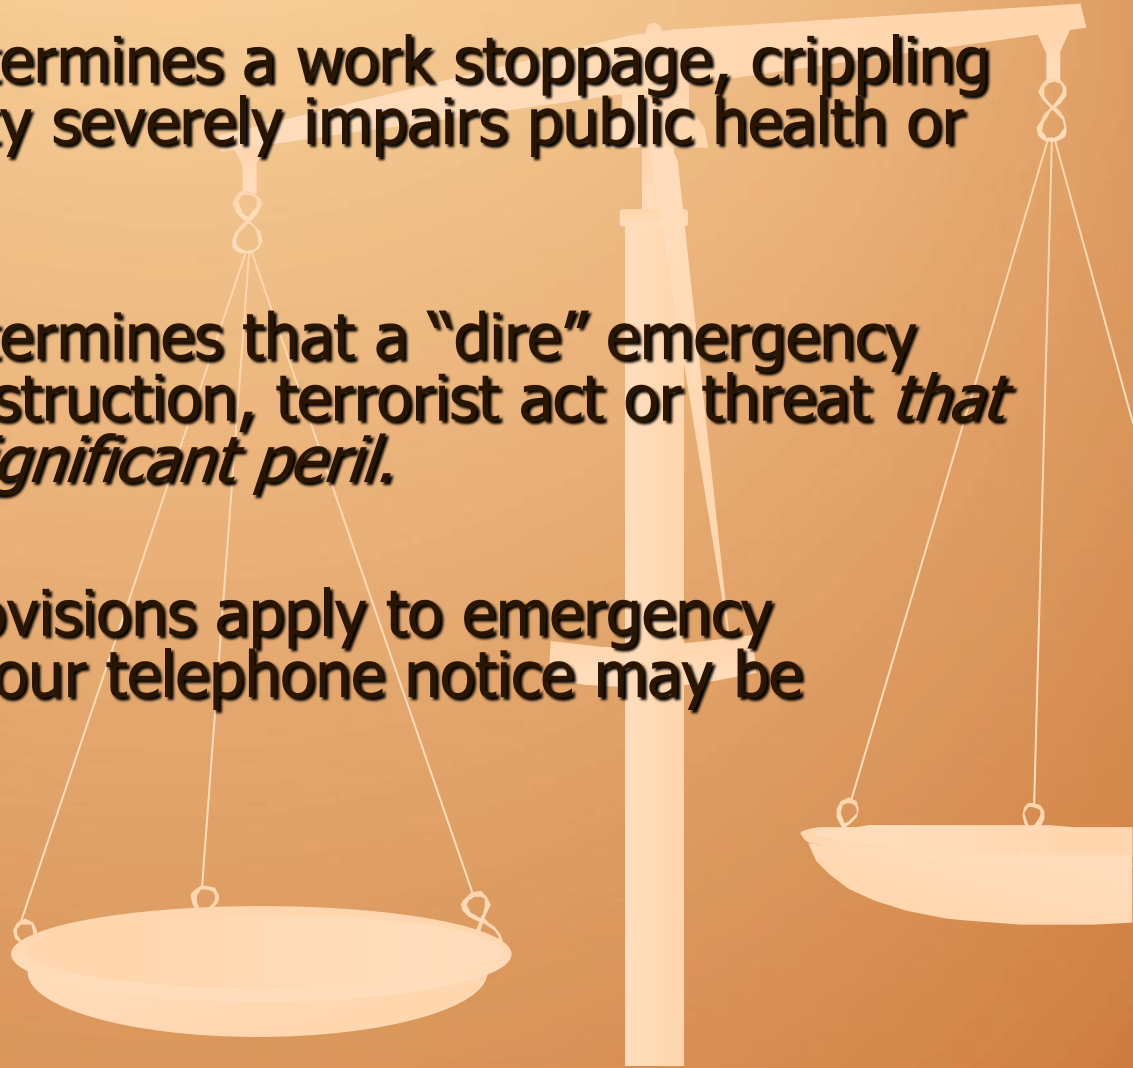 termines a work stoppage, crippling
ty severely impairs public health or
termines that a “dire” emergency
struction, terrorist act or threat that
ignificant peril.
ovisions apply to emergency
our telephone notice may be